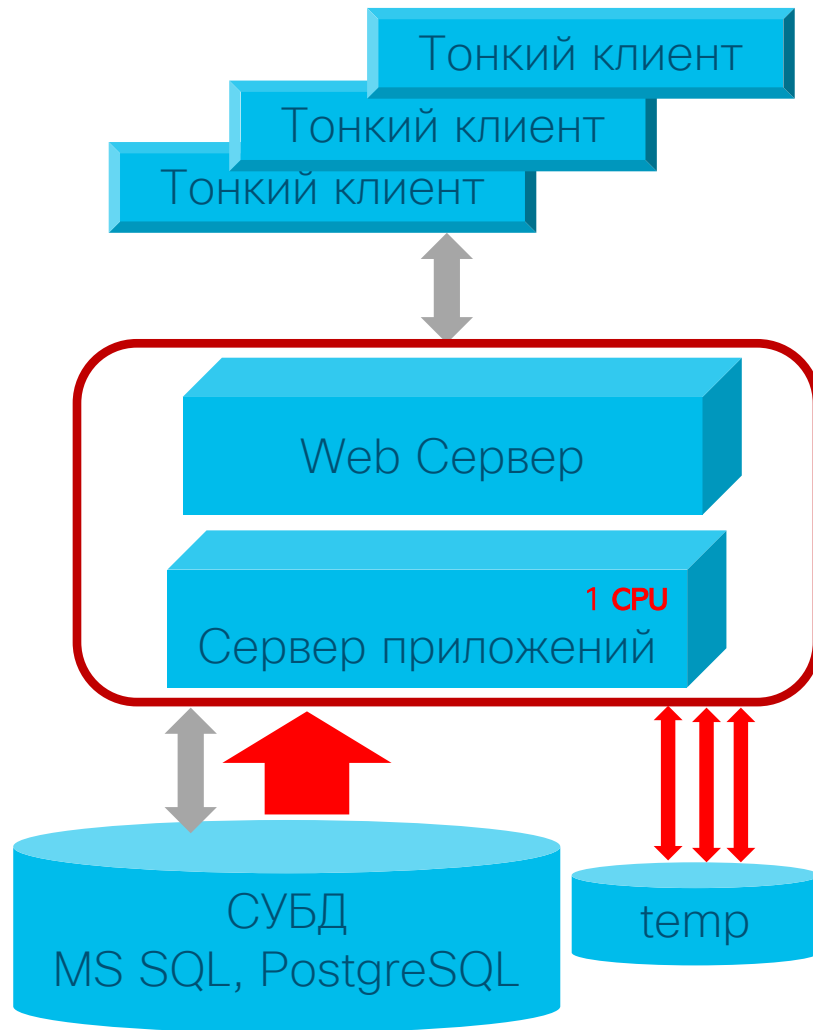 Тонкий клиент
Тонкий клиент
Тонкий клиент
Web Сервер
1 CPU
Сервер приложений
СУБД
MS SQL, PostgreSQL
temp